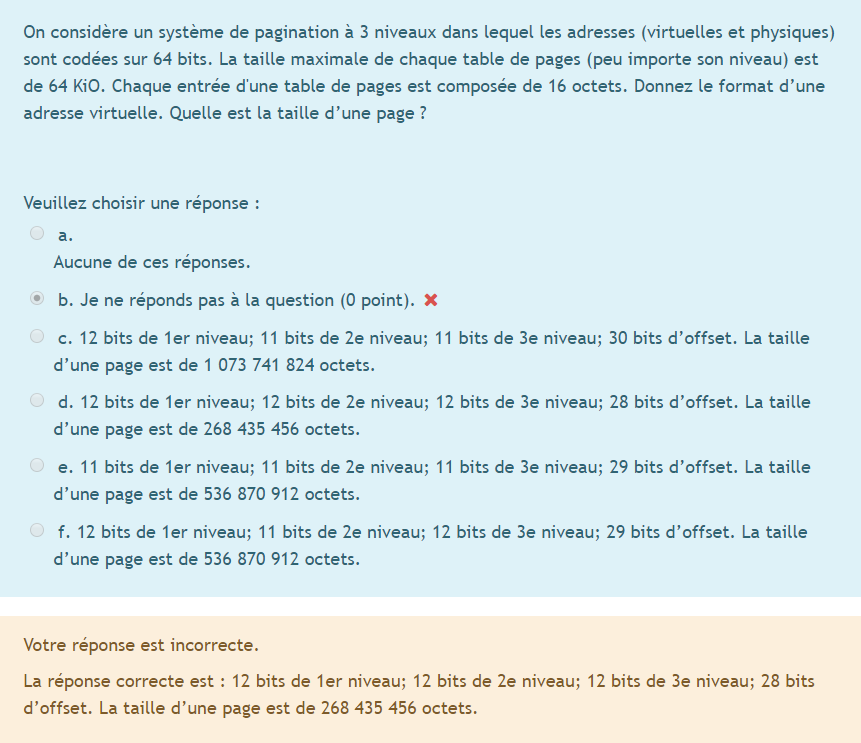 On considère un système de pagination à 3 niveaux dans lequel les adresses (virtuelles et physiques)
sont codées sur 64 bits. La taille maximale de chaque table de pages (peu importe son niveau) est
de 64 KiO. Chaque entrée d'une table de pages est composée de 16 octets. Donnez le format d’une
adresse virtuelle. Quelle est la taille d’une page ?
Veuillez choisir une réponse :
a.
Aucune de ces réponses.
b. Je ne réponds pas à la question (0 point).
c. 12 bits de 1er niveau; 11 bits de 2e niveau; 11 bits de 3e niveau; 30 bits d’offset. La taille
d’une page est de 1 073 741 824 octets.
d. 12 bits de 1er niveau; 12 bits de 2e niveau; 12 bits de 3e niveau; 28 bits d’offset. La taille
d’une page est de 268 435 456 octets.
e. 11 bits de 1er niveau; 11 bits de 2e niveau; 11 bits de 3e niveau; 29 bits d’offset. La taille
d’une page est de 536 870 912 octets.
f. 12 bits de 1er niveau; 11 bits de 2e niveau; 12 bits de 3e niveau; 29 bits d’offset. La taille
d’une page est de 536 870 912 octets.
Votre réponse est incorrecte.
La réponse correcte est : 12 bits de 1er niveau; 12 bits de 2e niveau; 12 bits de 3e niveau; 28 bits
d’offset. La taille d’une page est de 268 435 456 octets.